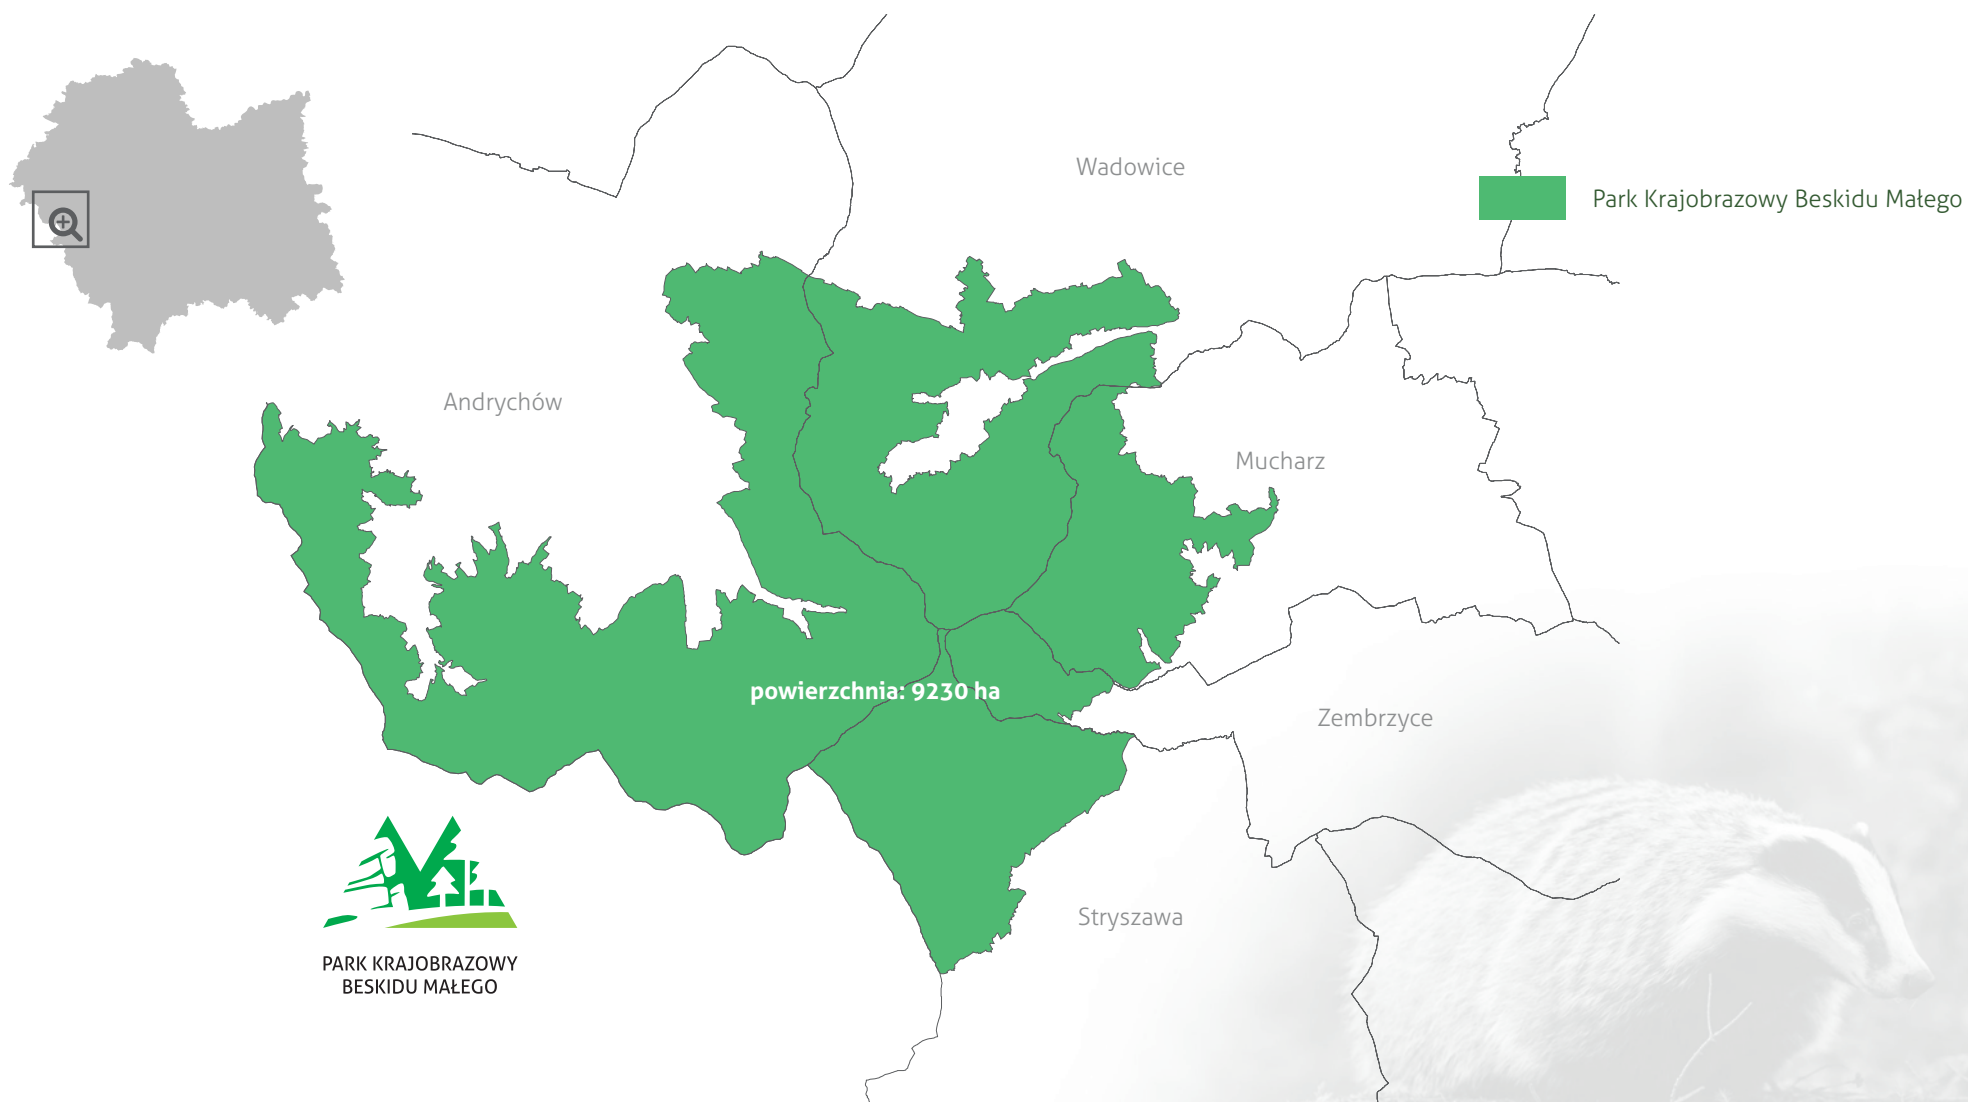 Wadowice
Park Krajobrazowy Beskidu Małego
Andrychów
Mucharz
powierzchnia: 9230 ha
Zembrzyce
Stryszawa
PARK KRAJOBRAZOWY
BESKIDU MAŁEGO